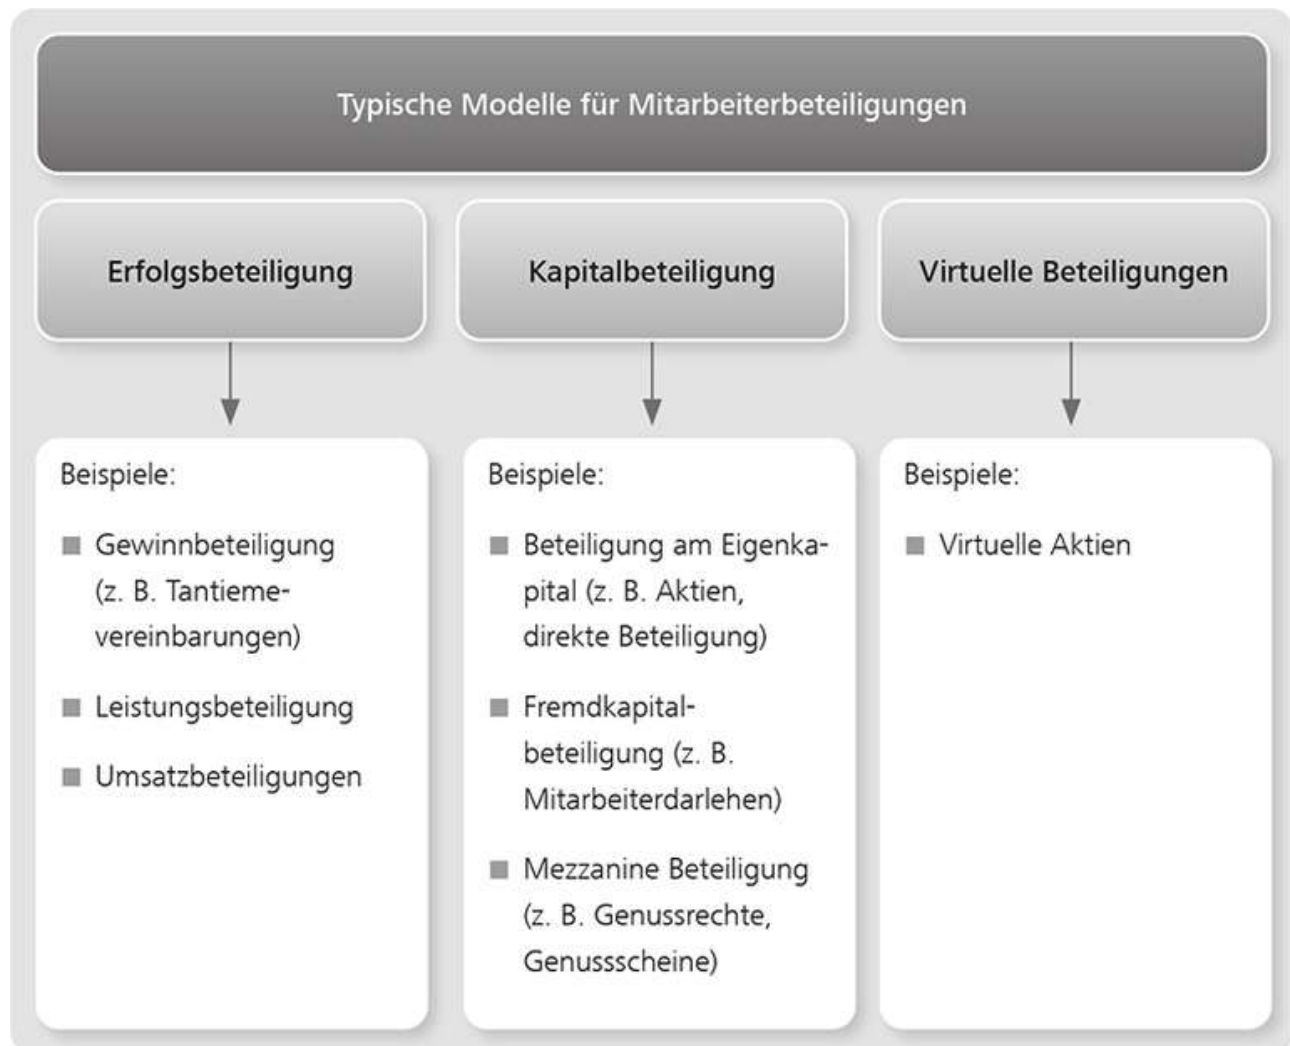 Typische Modelle für Mitarbeiterbeteiligungen
Erfolgsbeteiligung
Kapitalbeteiligung
Virtuelle Beteiligungen
Beispiele:
■ Gewinnbeteiligung
(z. B. Tantieme-
vereinbarungen)
■ Leistungsbeteiligung
■ Umsatzbeteiligungen
Beispiele:
■ Beteiligung am Eigenka-
pital (z. B. Aktien,
direkte Beteiligung)
■ Fremdkapital-
beteiligung (z. B.
Mitarbeiterdarlehen)
■ Mezzanine Beteiligung
(z. B. Genussrechte,
Genussscheine)
Beispiele:
■ Virtuelle Aktien